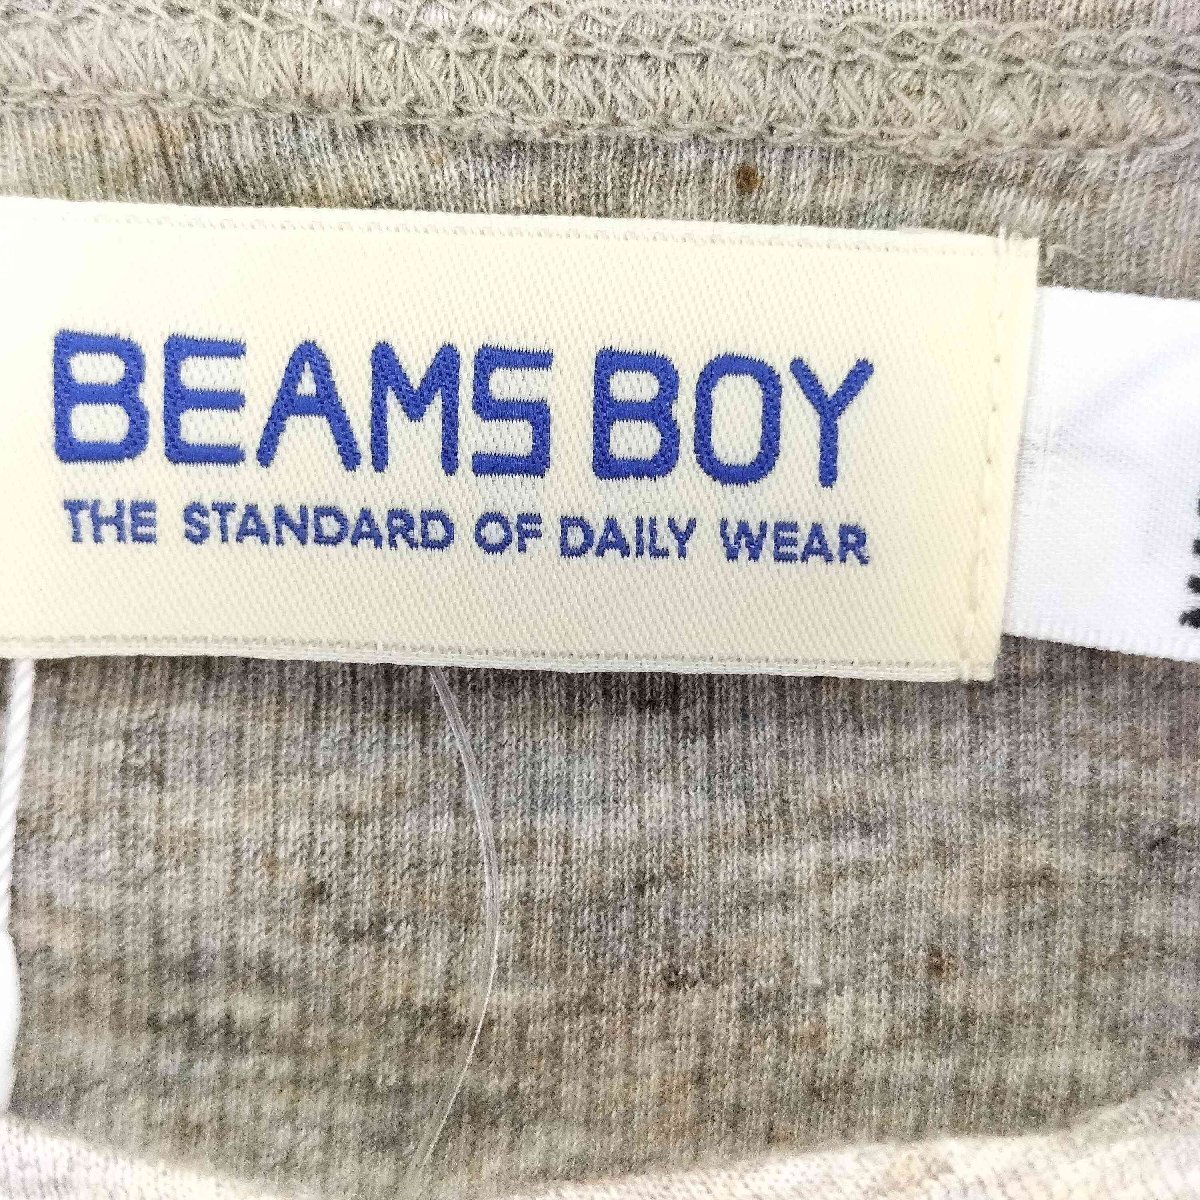 BEAMS BOY
THE STANDARD OF DAILY WEAR